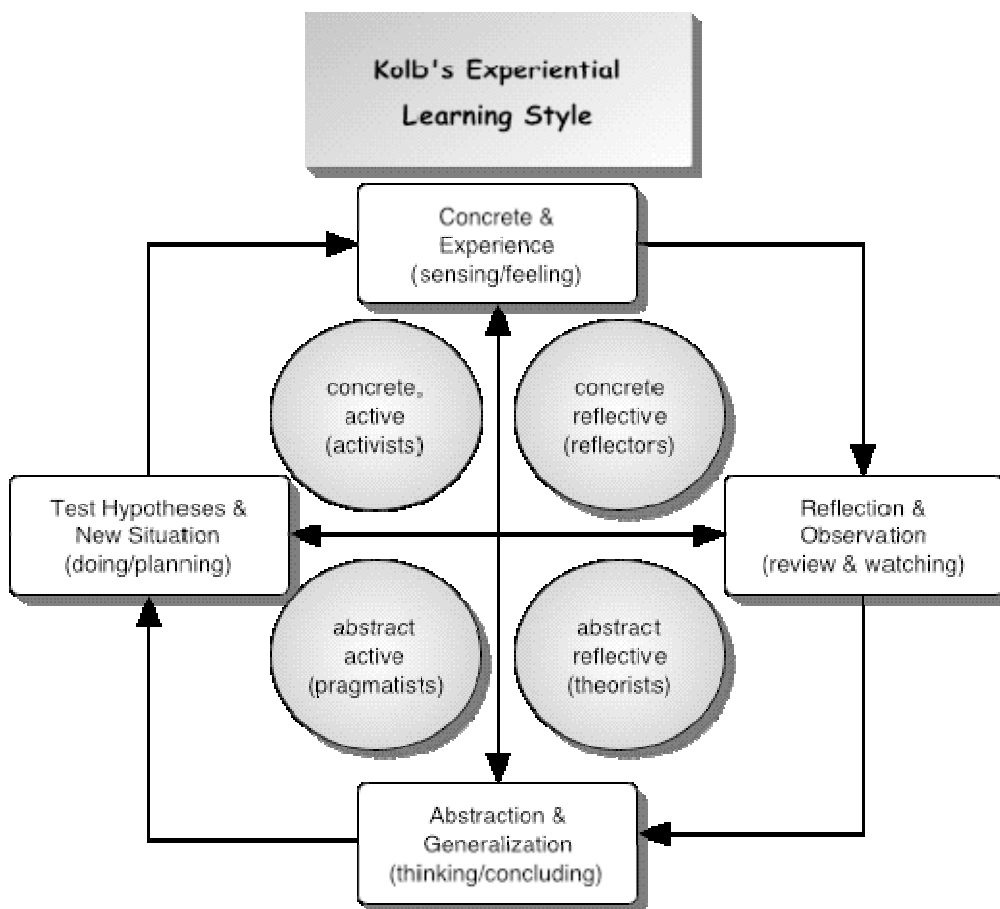 Kolb's Experiential
Learning Style
Concrete &
Experience
(sensing/feeling)
concrete,
active
(activists)
concrete
reflective
(reflectors)
Test Hypotheses &
New Situation
(doing/planning)
Reflection &
Observation
(review & watching)
abstract
active
(pragmatists)
abstract
reflective
(theorists)
Abstraction &
Generalization
(thinking/concluding)